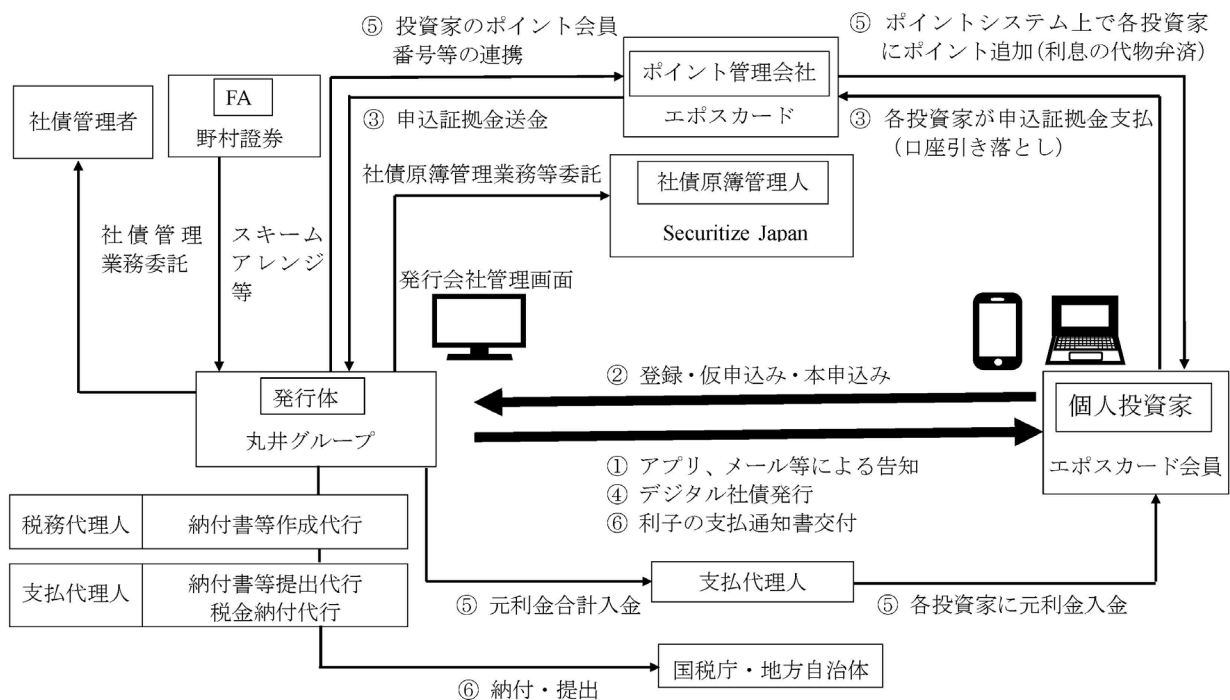 ⑤ 投資家のポイント会員
番号等の連携
⑤ ポイントシステム上で各投資家
にポイント追加(利息の代物弁済)
社債管理者
FA
野村證券
ポイント管理会社
エポスカード
③ 申込証拠金送金
③ 各投資家が申込証拠金支払
(口座引き落とし)
社債原簿管理業務等委託
社債原簿管理人
Securitize Japan
社債管理
業務委託
スキーム
アレンジ
等
発行会社管理画面
② 登録・仮申込み・本申込み
発行体
丸井グループ
個人投資家
エポスカード会員
① アプリ、メール等による告知
④ デジタル社債発行
⑥ 利子の支払通知書交付
税務代理人
納付書等作成代行
支払代理人
納付書等提出代行
税金納付代行
⑤ 元利金合計入金
支払代理人
⑤ 各投資家に元利金入金
⑥ 納付・提出
国税庁・地方自治体